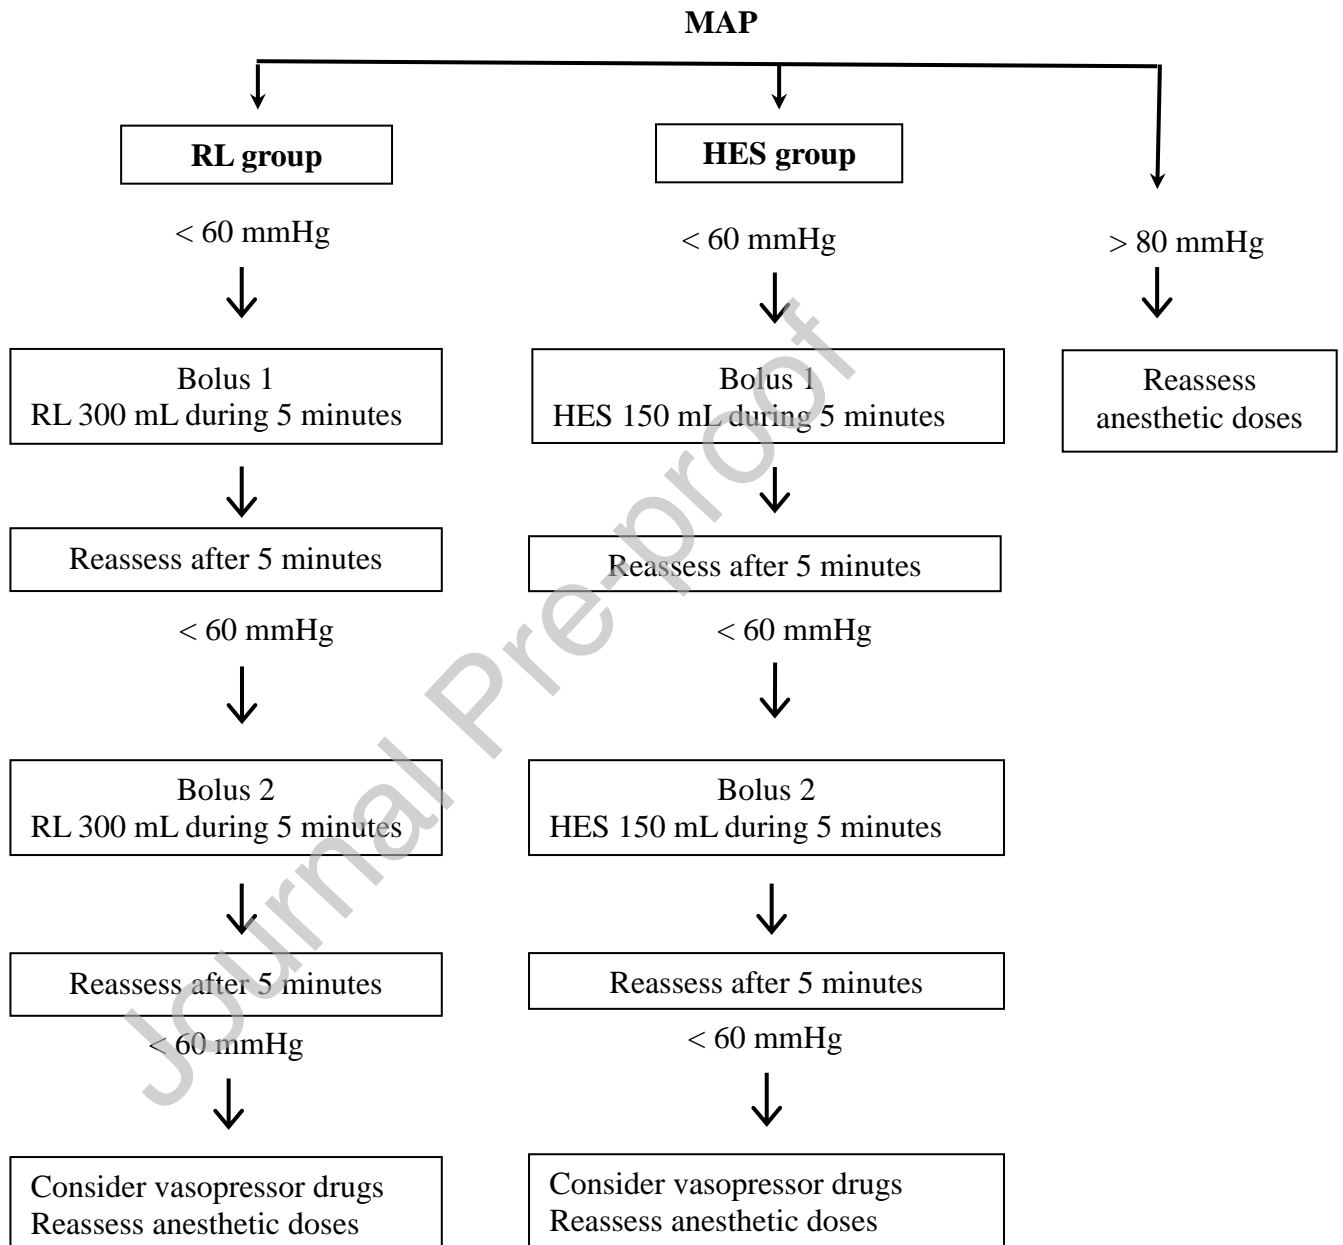 MAP
RL group
HES group
< 60 mmHg
< 60 mmHg
> 80 mmHg
Bolus 1
RL 300 mL during 5 minutes
Bolus 1
HES 150 mL during 5 minutes
Reassess
anesthetic doses
Reassess after 5 minutes
Reassess after 5 minutes
< 60 mmHg
< 60 mmHg
Bolus 2
RL 300 mL during 5 minutes
Bolus 2
HES 150 mL during 5 minutes
Reassess after 5 minutes
Reassess after 5 minutes
< 60 mmHg
< 60 mmHg
Consider vasopressor drugs
Reassess anesthetic doses
Consider vasopressor drugs
Reassess anesthetic doses
Journal Pre-proof